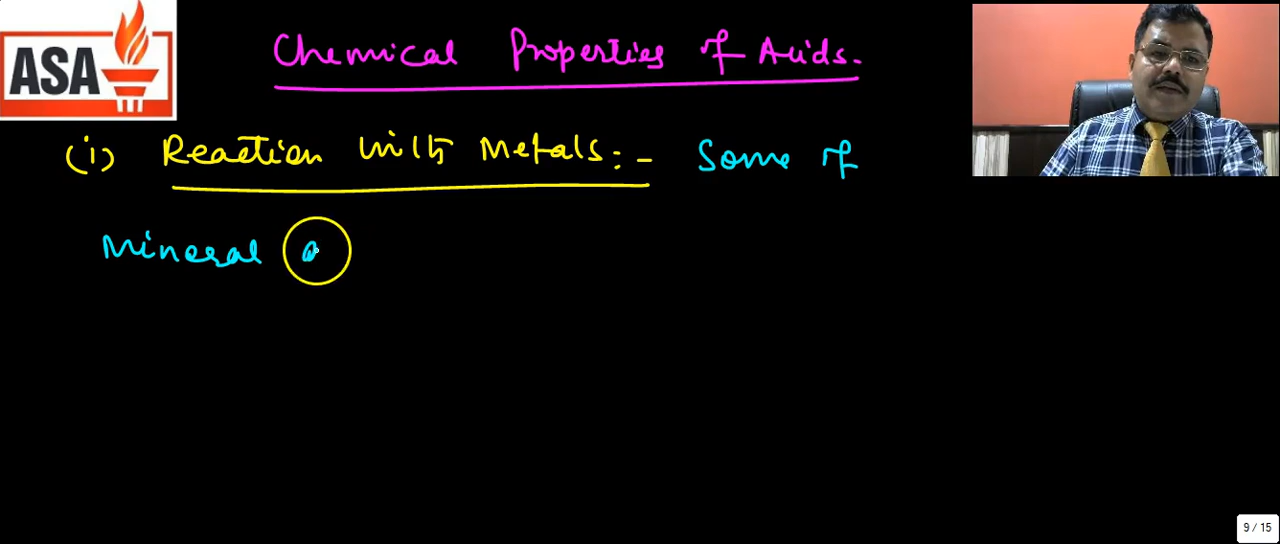 ASA
Chemical Properties of Acids.
(i) Reaction with Metals:- Some of
Mineral a
9 / 15